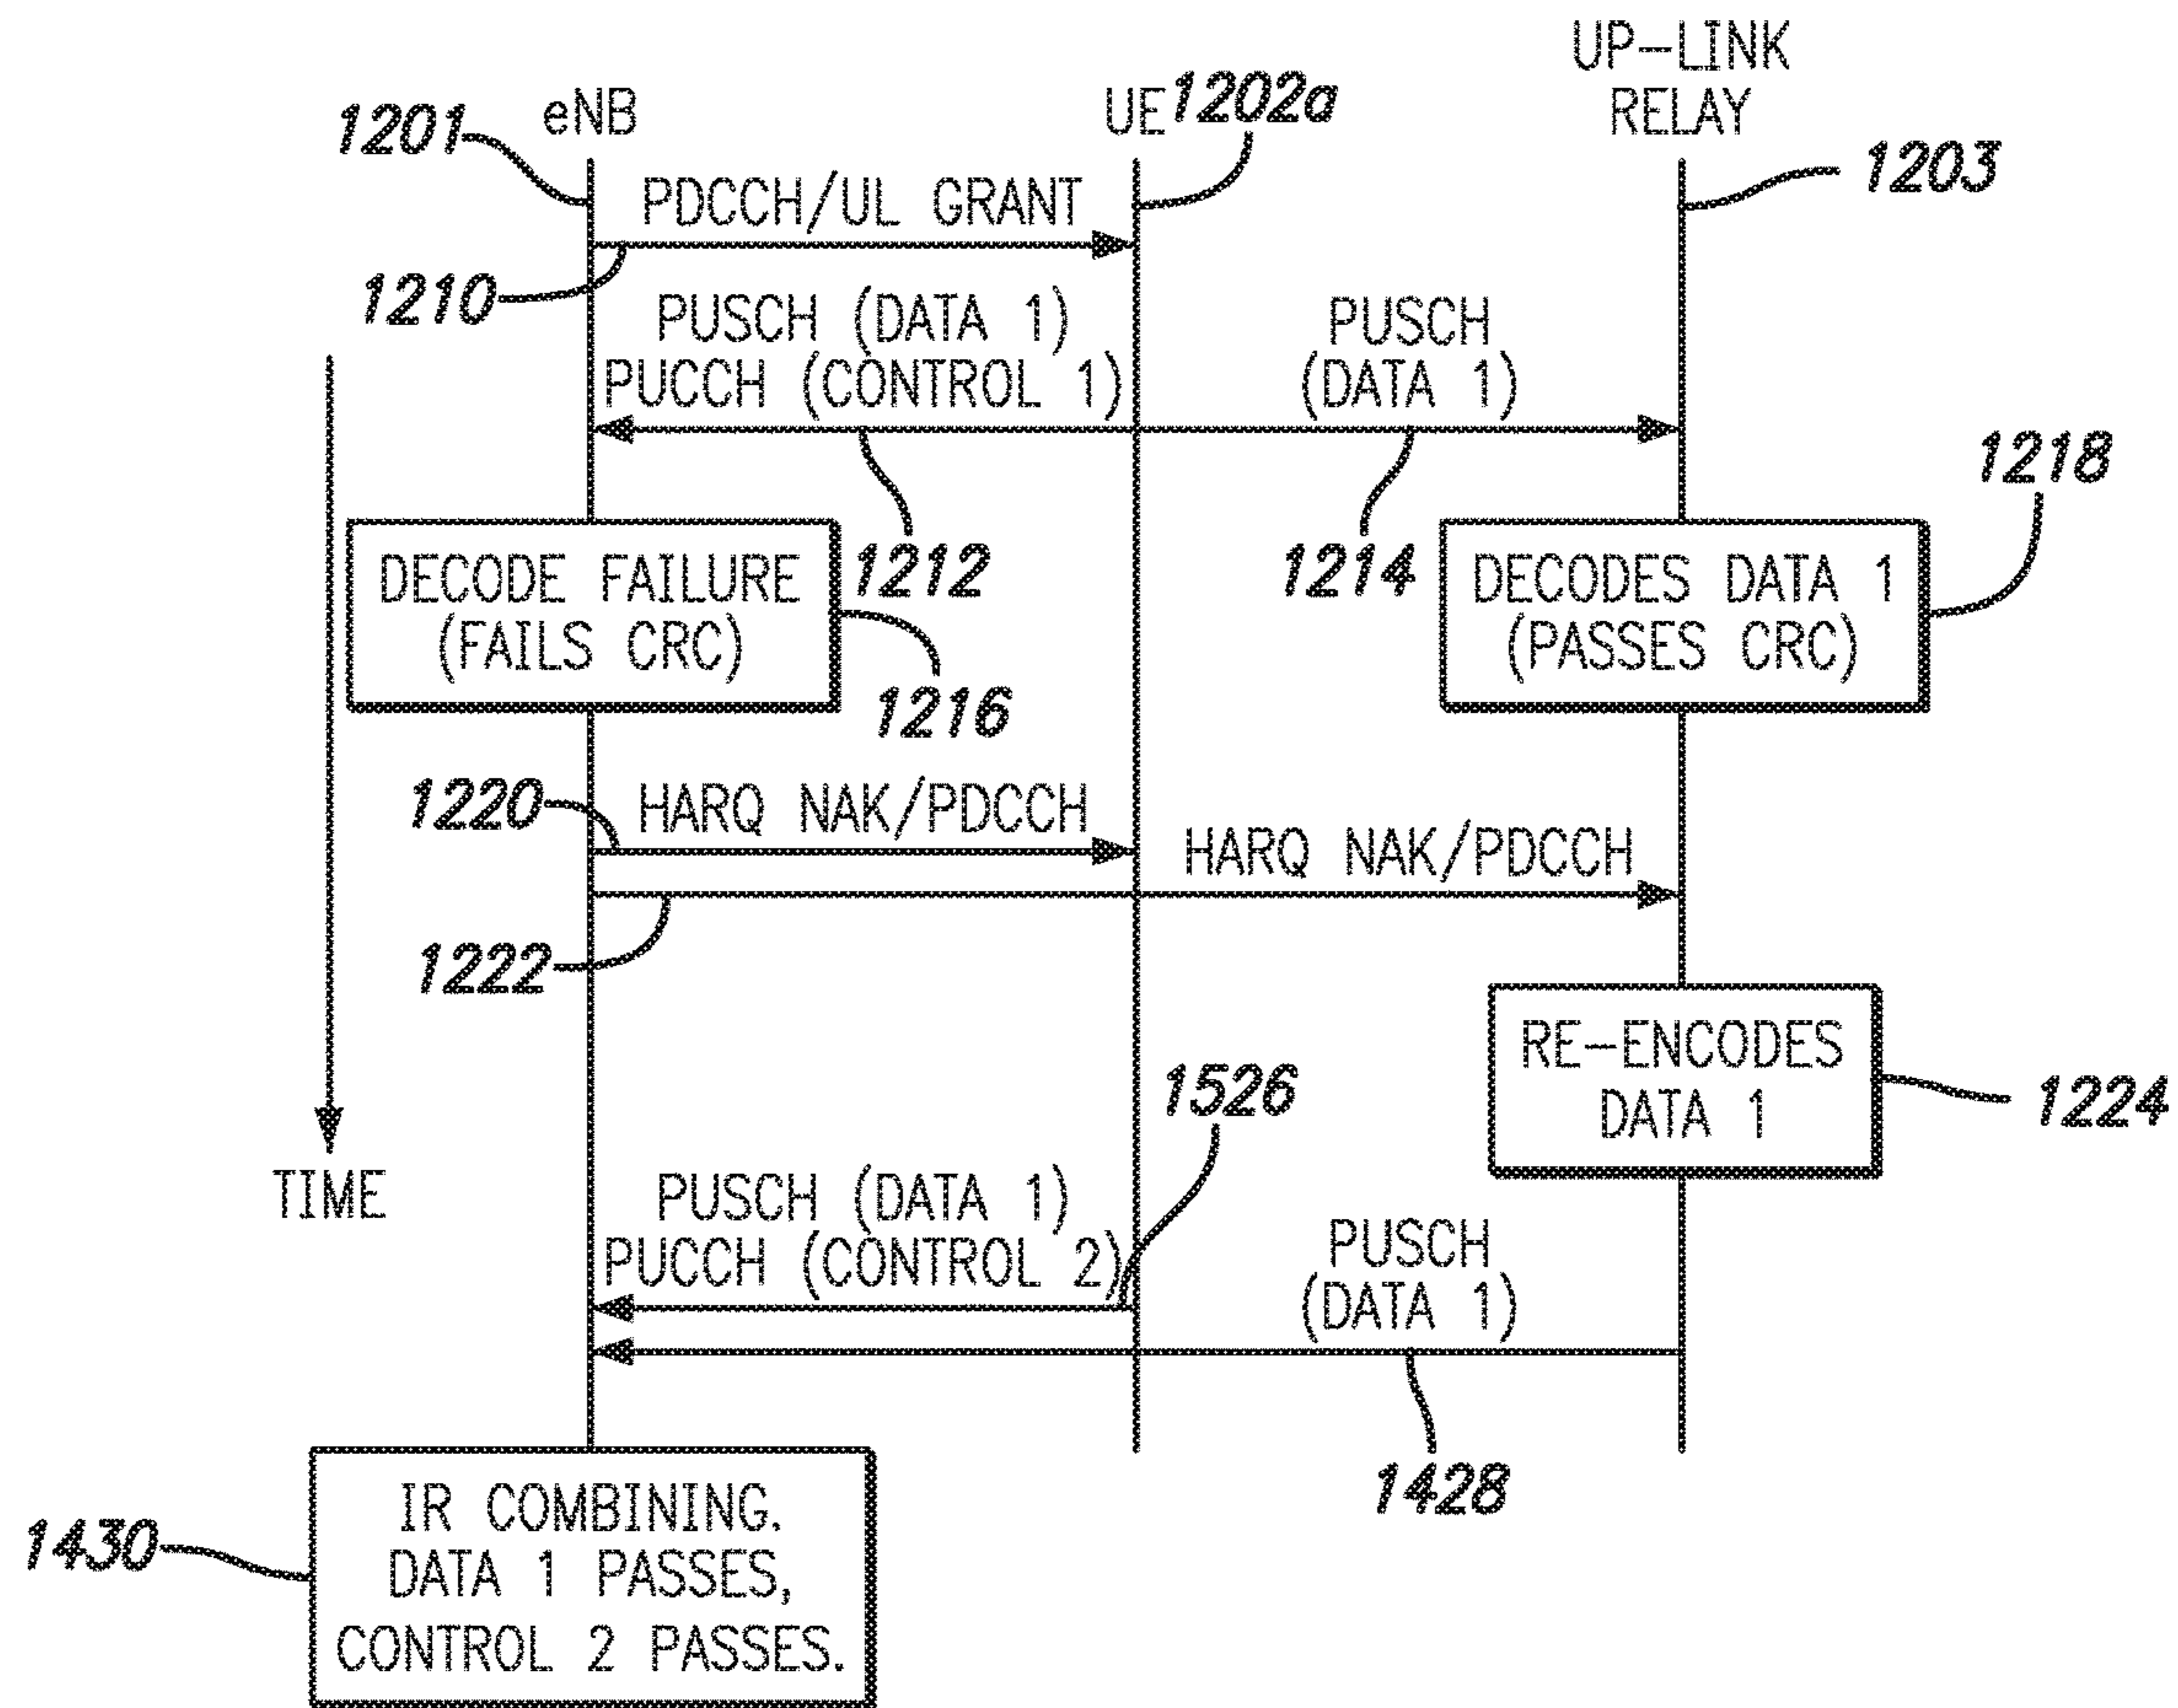 UP-LINK
RELAY
eNB
UE
1201
1202a
1203
PDCCH/UL GRANT
1210
PUSCH (DATA 1)
PUCCH (CONTROL 1)
PUSCH
(DATA 1)
1212
1214
1218
DECODE FAILURE
(FAILS CRC)
DECODES DATA 1
(PASSES CRC)
1216
1220
HARQ NAK/PDCCH
HARQ NAK/PDCCH
1222
RE-ENCODES
DATA 1
1224
1526
TIME
PUSCH (DATA 1)
PUCCH (CONTROL 2)
PUSCH
(DATA 1)
1428
1430
IR COMBINING.
DATA 1 PASSES,
CONTROL 2 PASSES.